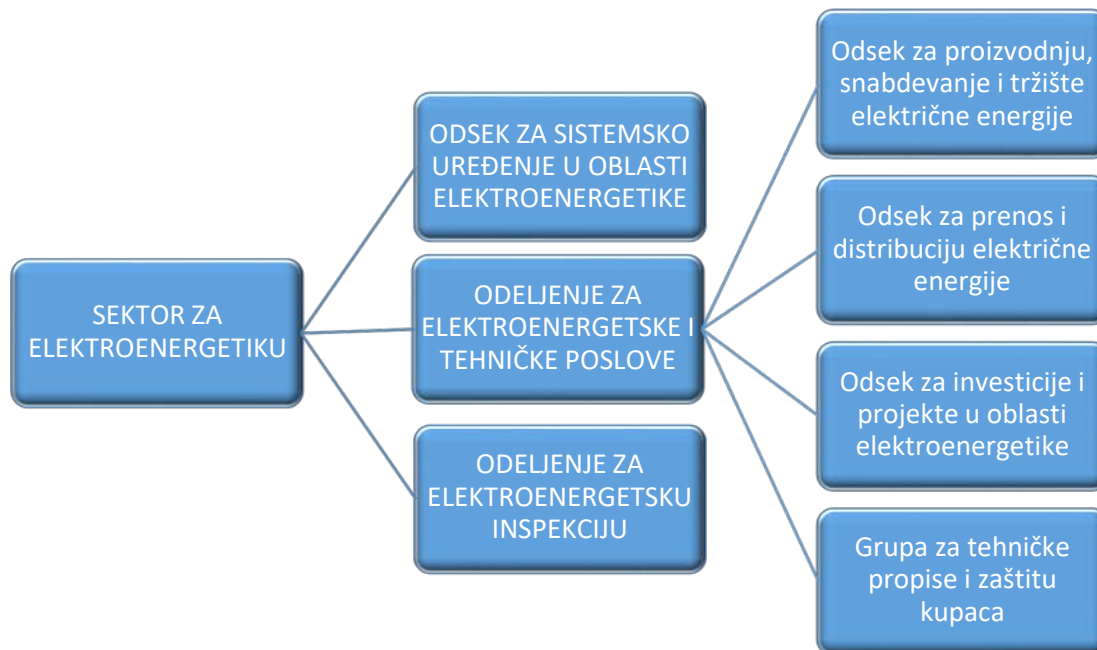 SEKTOR ZA
ELEKTROENERGETIKU
ODSEK ZA SISTEMSKO
UREĐENJE U OBLASTI
ELEKTROENERGETIKE
ODELJENJE ZA
ELEKTROENERGETSKE I
TEHNIČKE POSLOVE
ODELJENJE ZA
ELEKTROENERGETSKU
INSPEKCIJU
Odsek za proizvodnju,
snabdevanje i tržište
električne energije
Odsek za prenos i
distribuciju električne
energije
Odsek za investicije i
projekte u oblasti
elektroenergetike
Grupa za tehničke
propise i zaštitu
kupaca